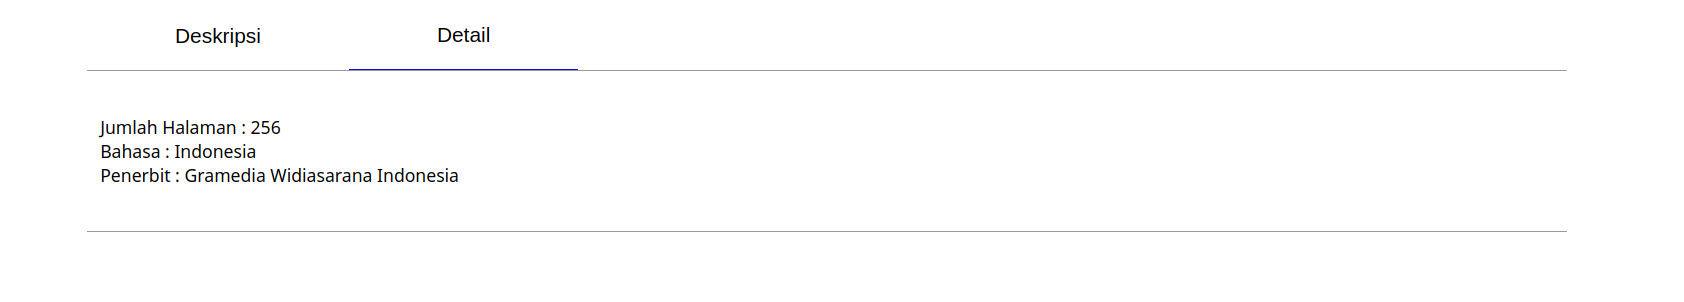 Deskripsi Detail
Jumlah Halaman : 256
Bahasa : Indonesia
Penerbit : Gramedia Widiasarana Indonesia